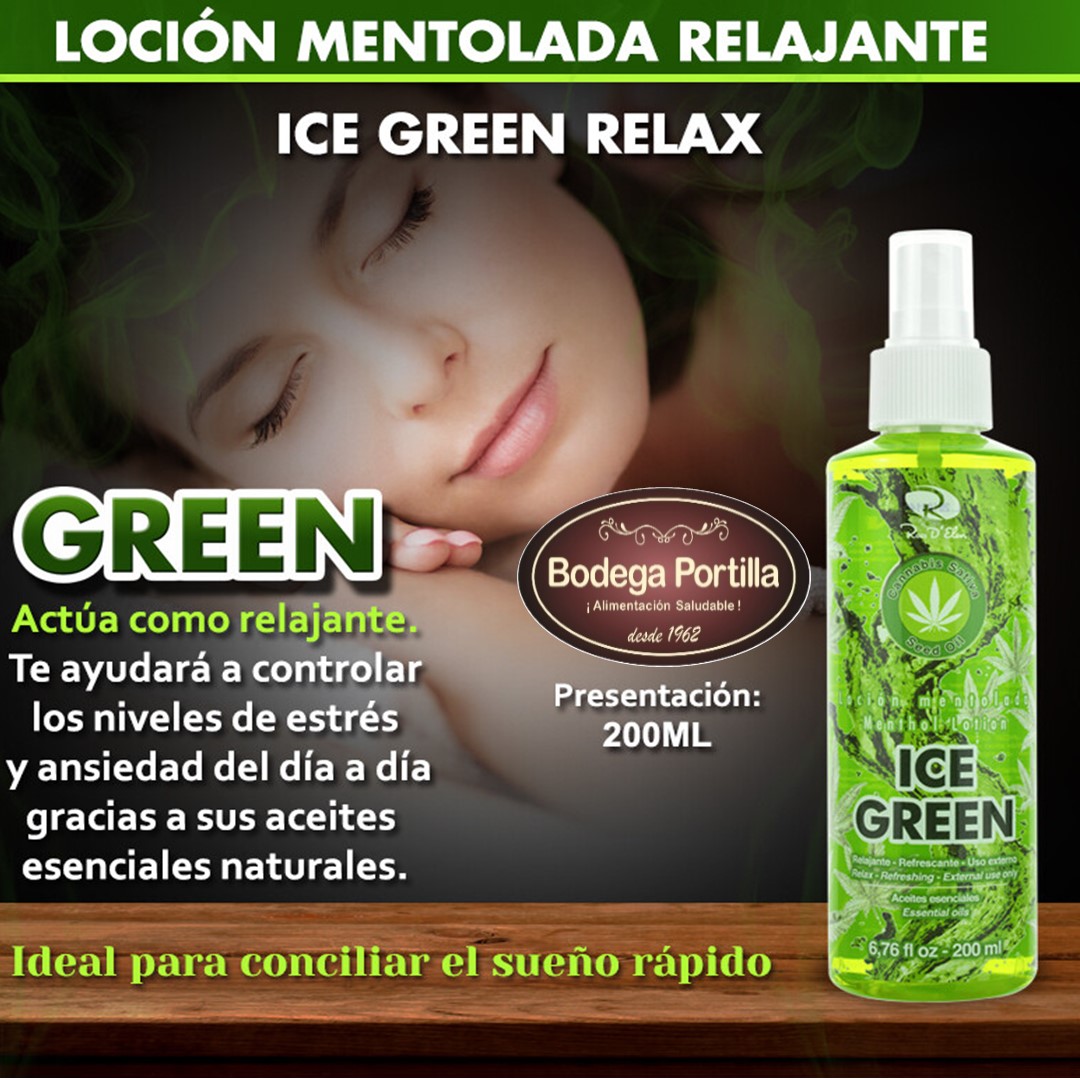 LOCIÓN MENTOLADA RELAJANTE
ICE GREEN RELAX
GREEN
Actúa como relajante.
Te ayudará a controlar
los niveles de estrés
y ansiedad del día a día
gracias a sus aceites
esenciales naturales.
Ideal para conciliar el sueño rápido
Bodega Portilla
¡Alimentación Saludable!
desde 1962
Presentación:
200ML
R
Cannabis Sativa
Seed Oil
Loción mentolada
Menthol Lotion
ICE
GREEN
Relajante - Refrescante - Uso externo
Relax - Refreshing - External use only
Aceites esenciales
Essential oils
6,76 fl oz - 200 ml